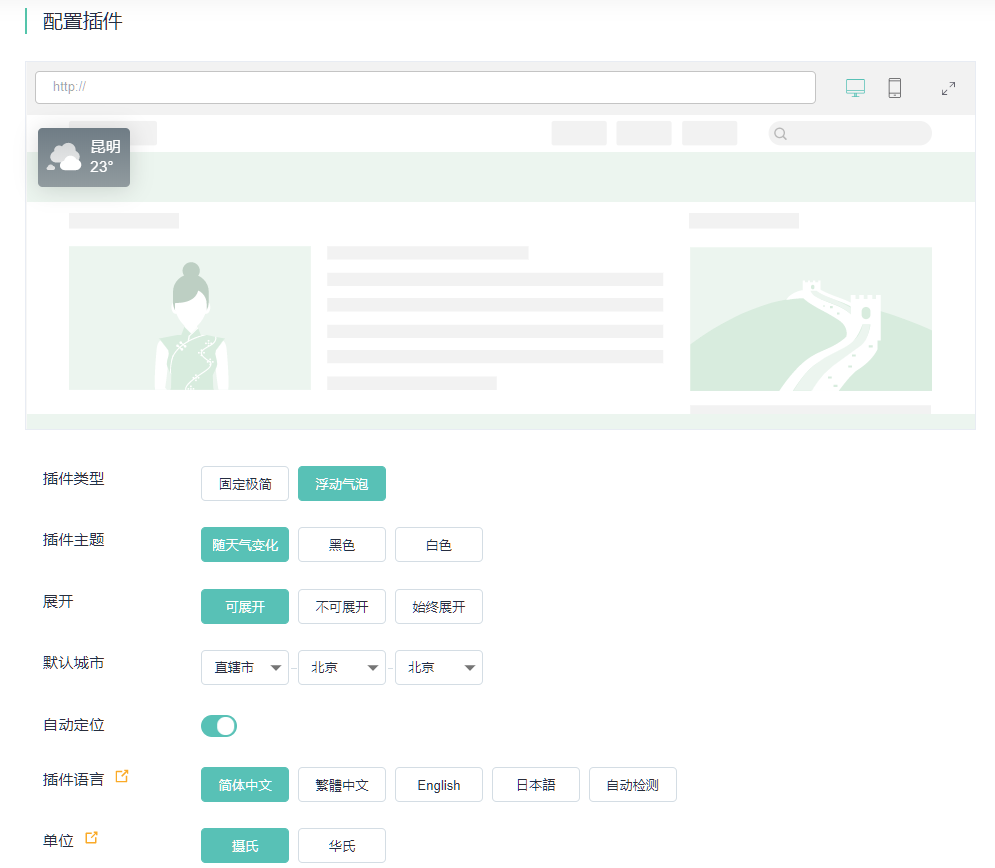 配置插件
http://
昆明
23°
插件类型
固定极简
浮动气泡
插件主题
随天气变化
黑色
白色
展开
可展开
不可展开
始终展开
默认城市
直辖市
北京
北京
自动定位
插件语言
简体中文
繁體中文
English
日本語
自动检测
单位
摄氏
华氏